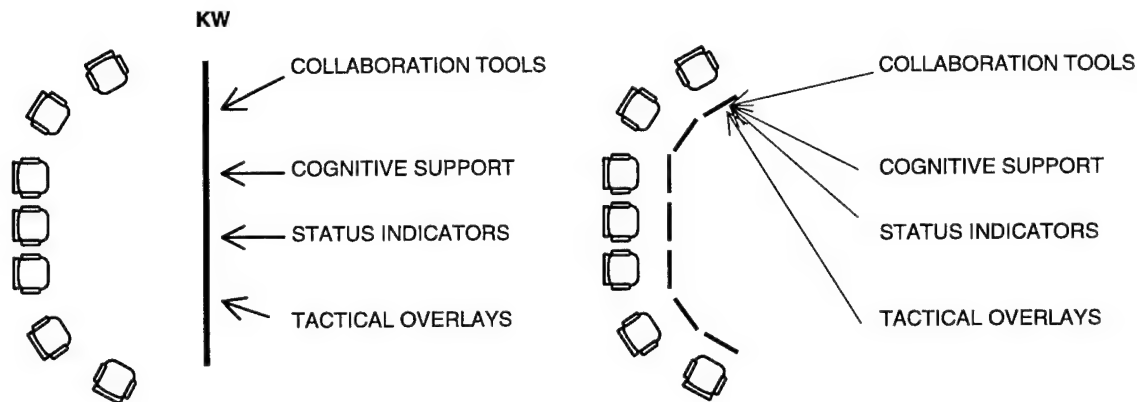 KW
COLLABORATION TOOLS
COGNITIVE SUPPORT
STATUS INDICATORS
TACTICAL OVERLAYS
COLLABORATION TOOLS
COGNITIVE SUPPORT
STATUS INDICATORS
TACTICAL OVERLAYS